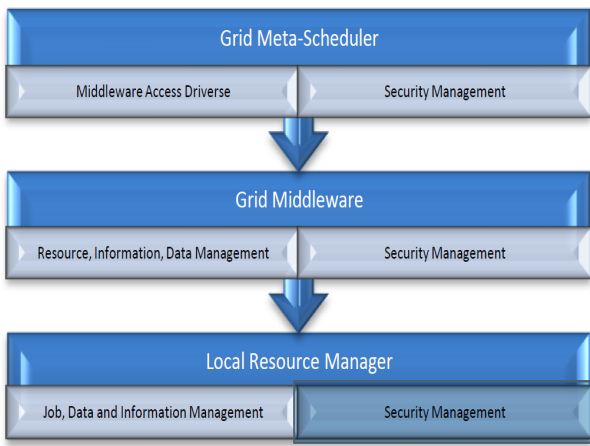 Grid Meta-Scheduler
Middleware Access Driverse
Security Management
Grid Middleware
Resource, Information, Data Management
Security Management
Local Resource Manager
Job, Data and Information Management
Security Management